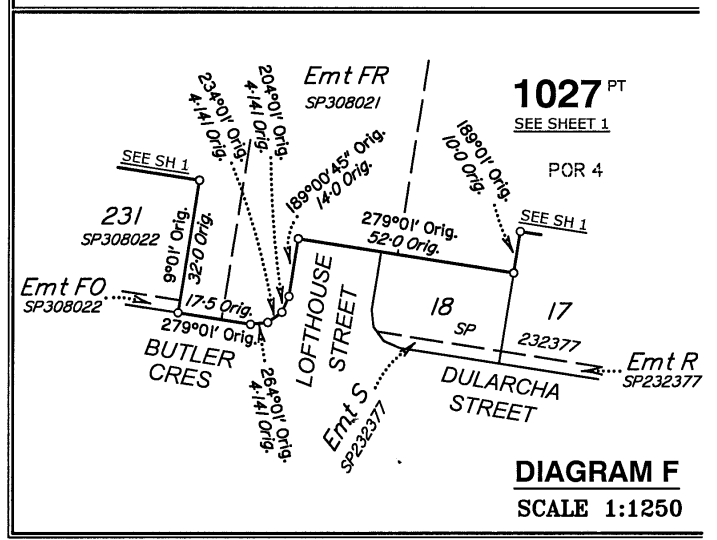 Emt FR
SP308021
1027 PT
SEE SHEET 1
POR 4
234°01' Orig.
4·141 Orig.
204°01' Orig.
4·141 Orig.
189°00'45" Orig.
14·0 Orig.
189°01' Orig.
10·0 Orig.
SEE SH 1
SEE SH 1
231
SP308022
9°01' Orig.
32·0 Orig.
279°01' Orig.
52·0 Orig.
Emt FO
SP308022
17·5 Orig.
279°01' Orig.
BUTLER
CRES
264°01' Orig.
4·141 Orig.
LOFTHOUSE
STREET
18
SP
17
232377
Emt S
SP232377
DULARCHA
STREET
Emt R
SP232377
DIAGRAM F
SCALE 1:1250